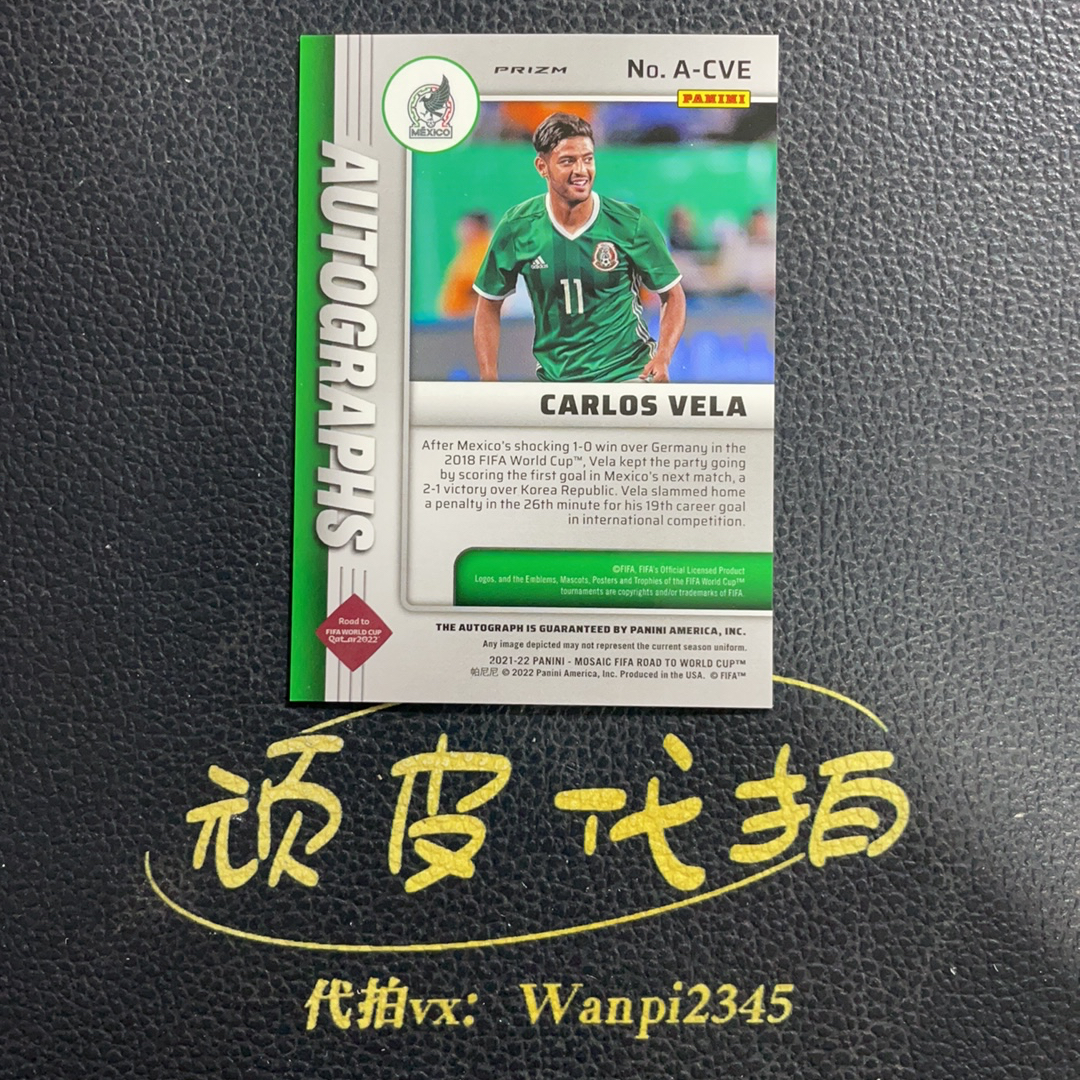 PRIZM
No. A-CVE
PANINI
MÉXICO
AUTOGRAPHS
adidas
11
CARLOS VELA
After Mexico's shocking 1-0 win over Germany in the
2018 FIFA World Cup™, Vela kept the party going
by scoring the first goal in Mexico's next match, a
2-1 victory over Korea Republic. Vela slammed home
a penalty in the 26th minute for his 19th career goal
in international competition.
©FIFA, FIFA's Official Licensed Product
Logos, and the Emblems, Mascots, Posters and Trophies of the FIFA World Cup™
tournaments are copyrights and/or trademarks of FIFA.
Road to
FIFA WORLD CUP
Qatar2022
THE AUTOGRAPH IS GUARANTEED BY PANINI AMERICA, INC.
Any image depicted may not represent the current season uniform.
2021-22 PANINI - MOSAIC FIFA ROAD TO WORLD CUP™
帕尼尼 © 2022 Panini America, Inc. Produced in the USA. © FIFA™
顽皮代拍
代拍vx: Wanpi2345